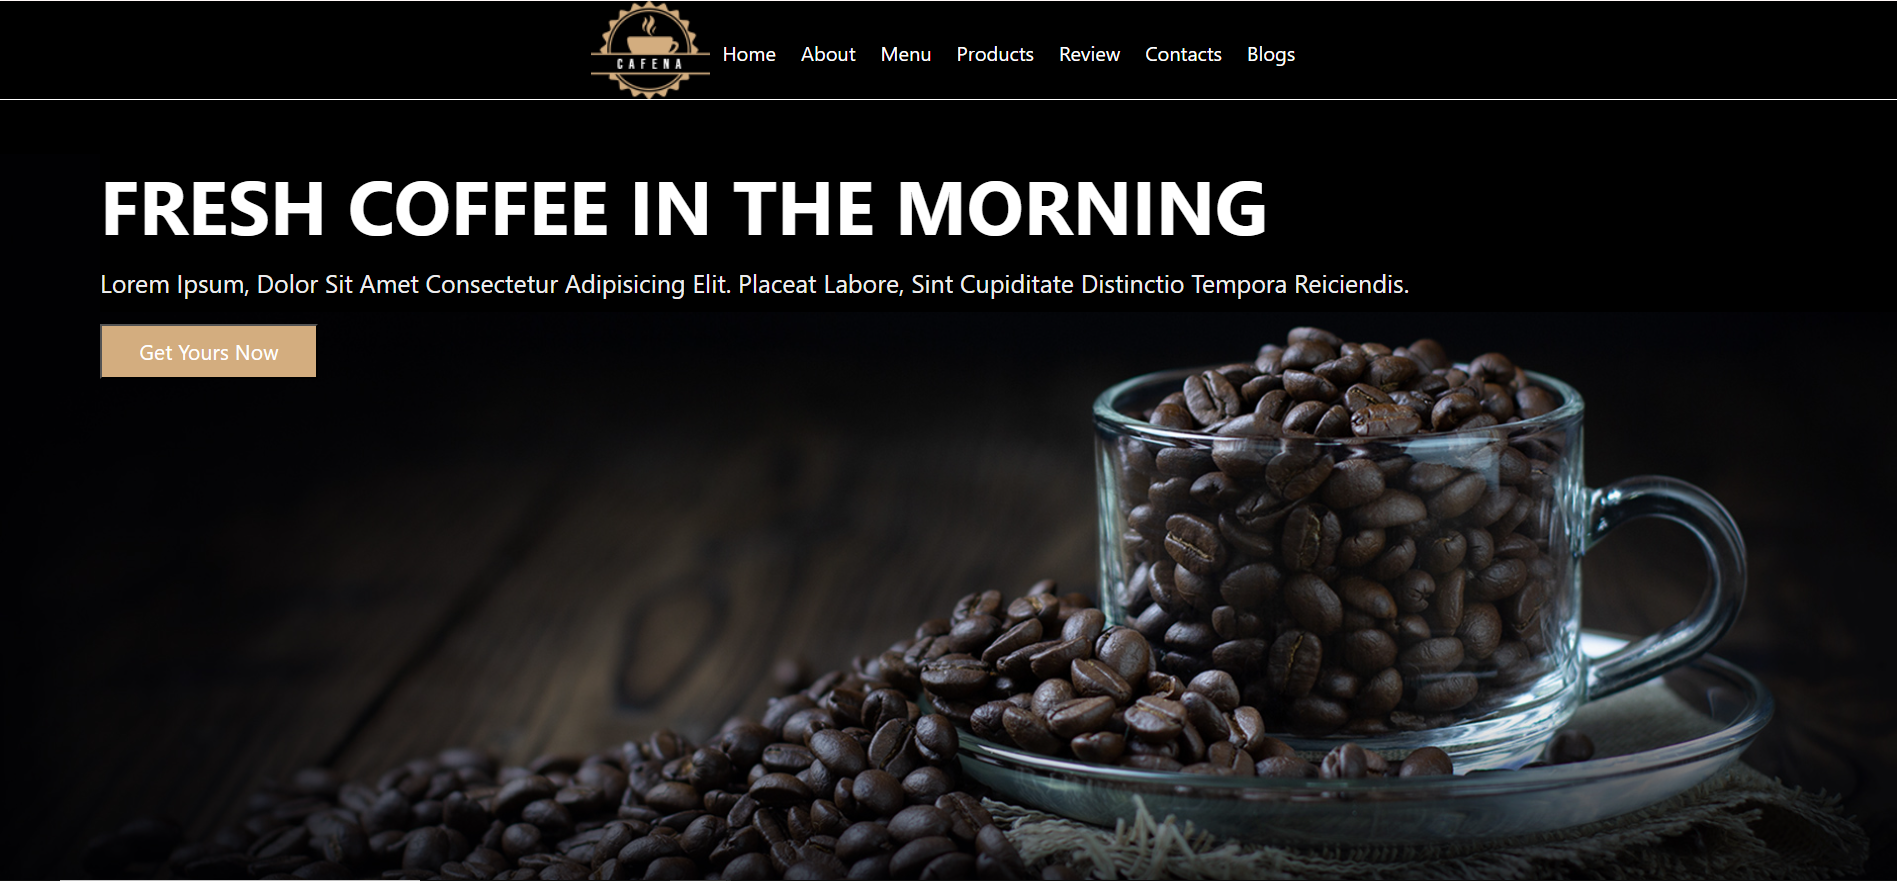 CAFENA
Home About Menu Products Review Contacts Blogs
FRESH COFFEE IN THE MORNING
Lorem Ipsum, Dolor Sit Amet Consectetur Adipisicing Elit. Placeat Labore, Sint Cupiditate Distinctio Tempora Reiciendis.
Get Yours Now